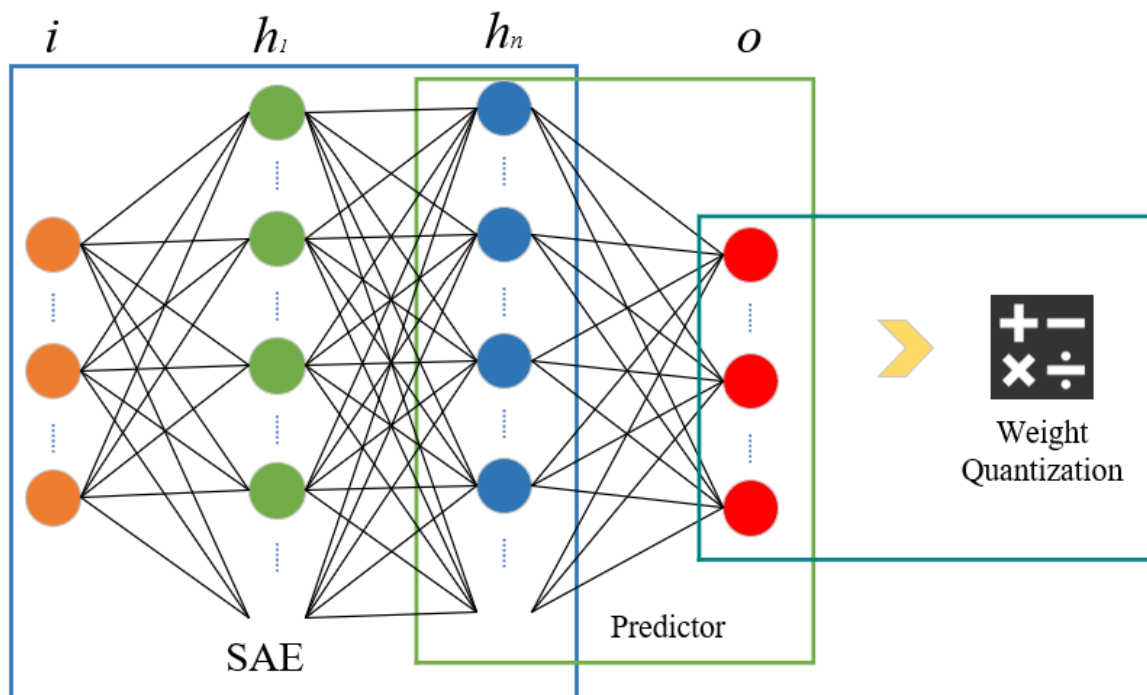 i h₁ hₙ o
SAE
Predictor
Weight
Quantization